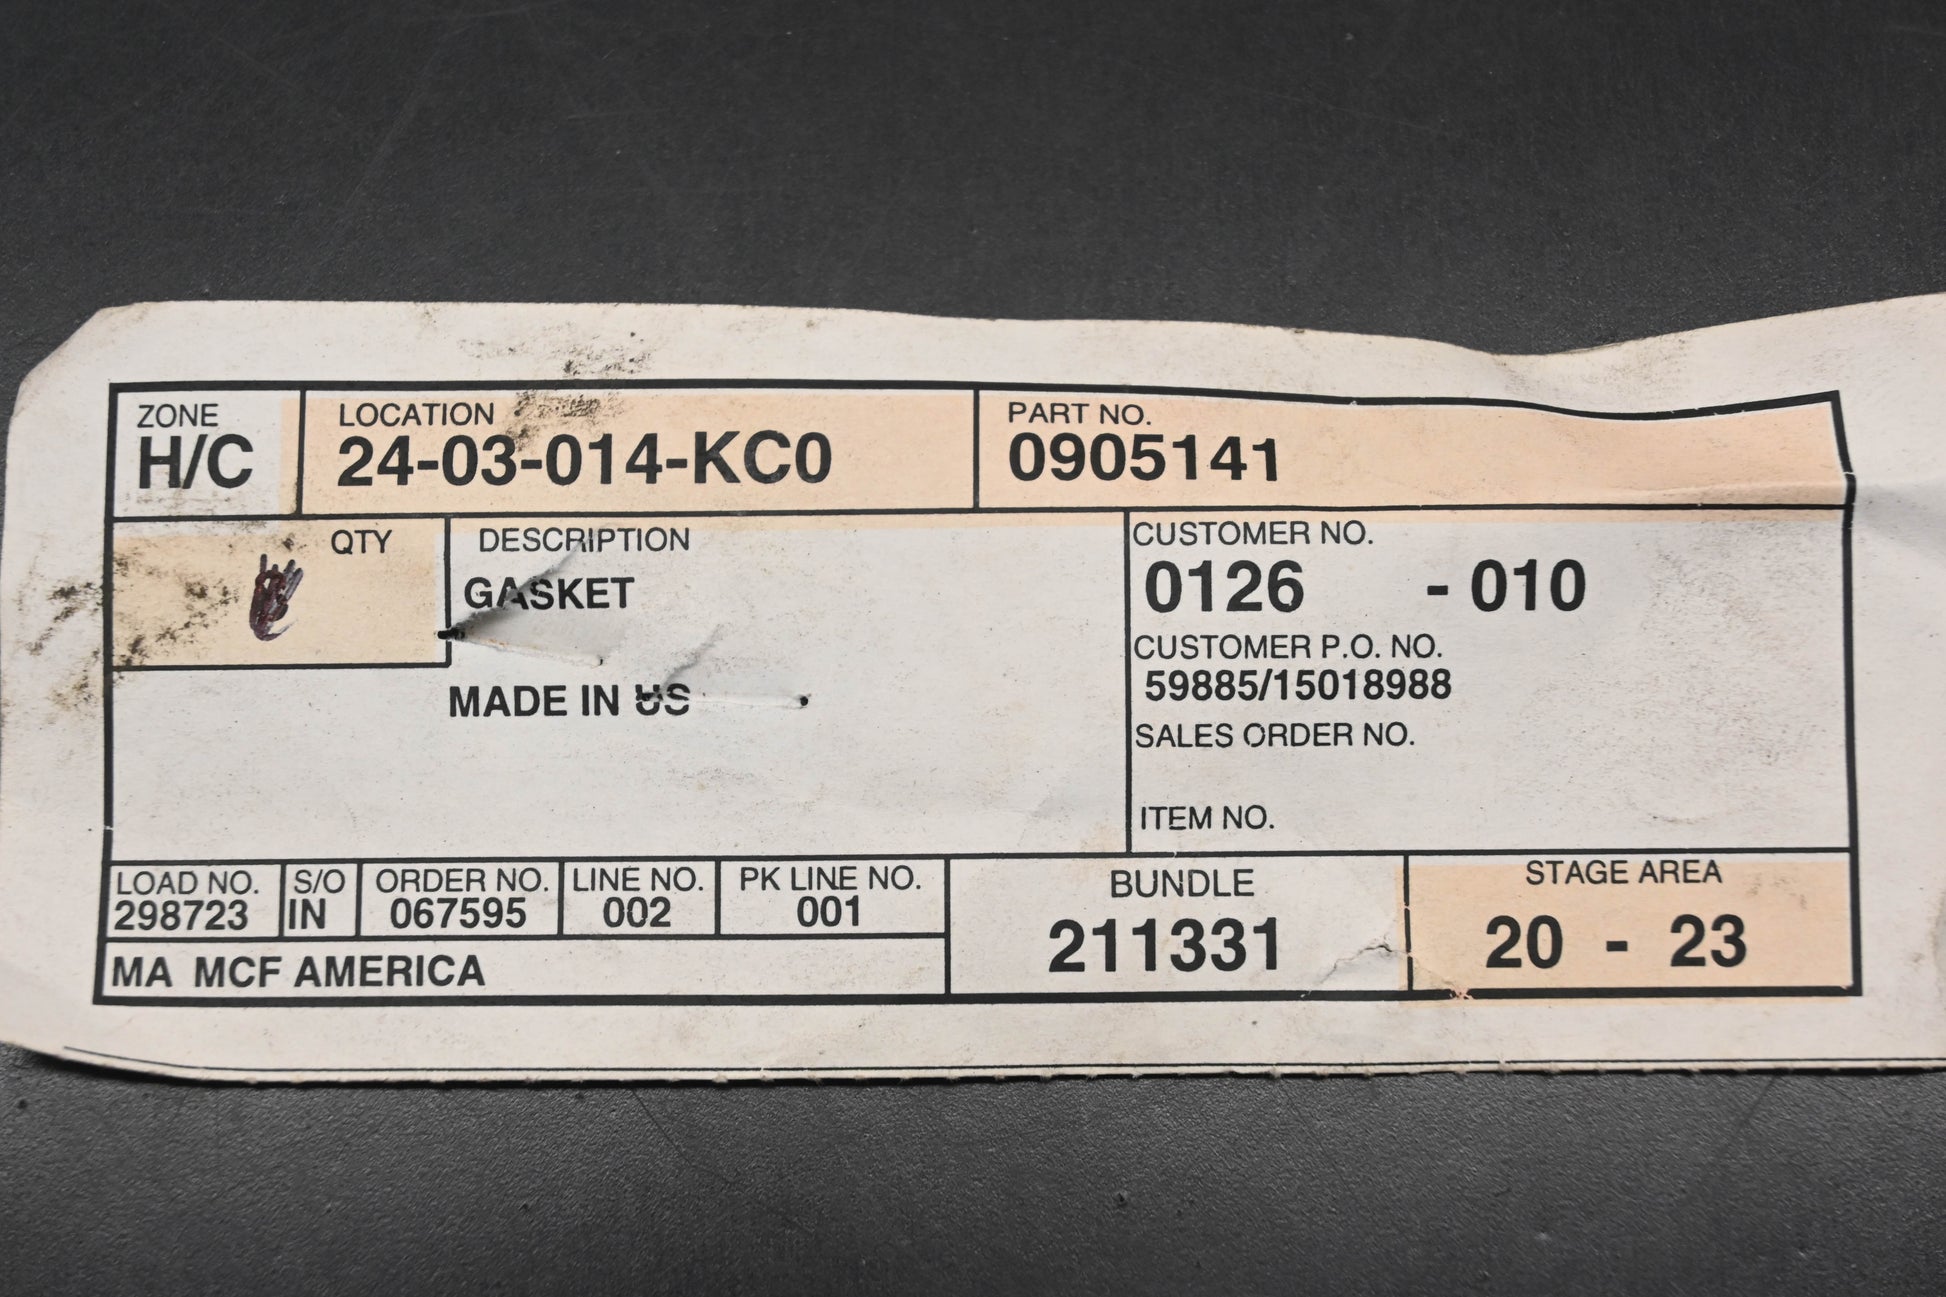 ZONE LOCATION PART NO.
H/C 24-03-014-KC0 0905141
QTY DESCRIPTION
GASKET
MADE IN US
CUSTOMER NO.
0126 - 010
CUSTOMER P.O. NO.
59885/15018988
SALES ORDER NO.
ITEM NO.
LOAD NO. S/O ORDER NO. LINE NO. PK LINE NO.
298723 IN 067595 002 001
MA MCF AMERICA
BUNDLE
211331
STAGE AREA
20 - 23